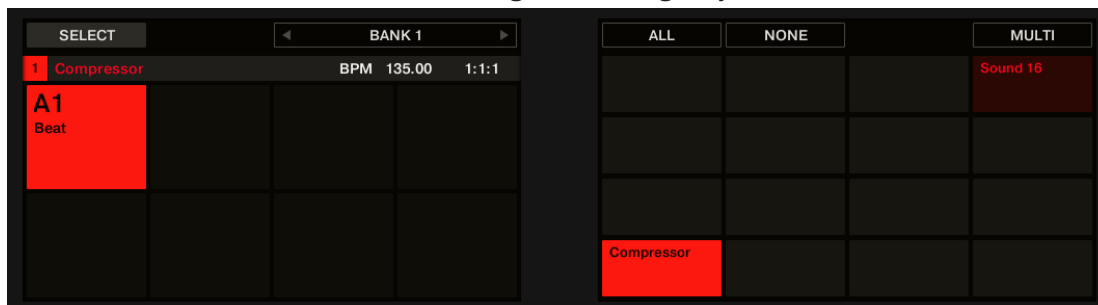 SELECT
BANK 1
ALL
NONE
MULTI
1 Compressor BPM 135.00 1:1:1
Sound 16
A1
Beat
Compressor